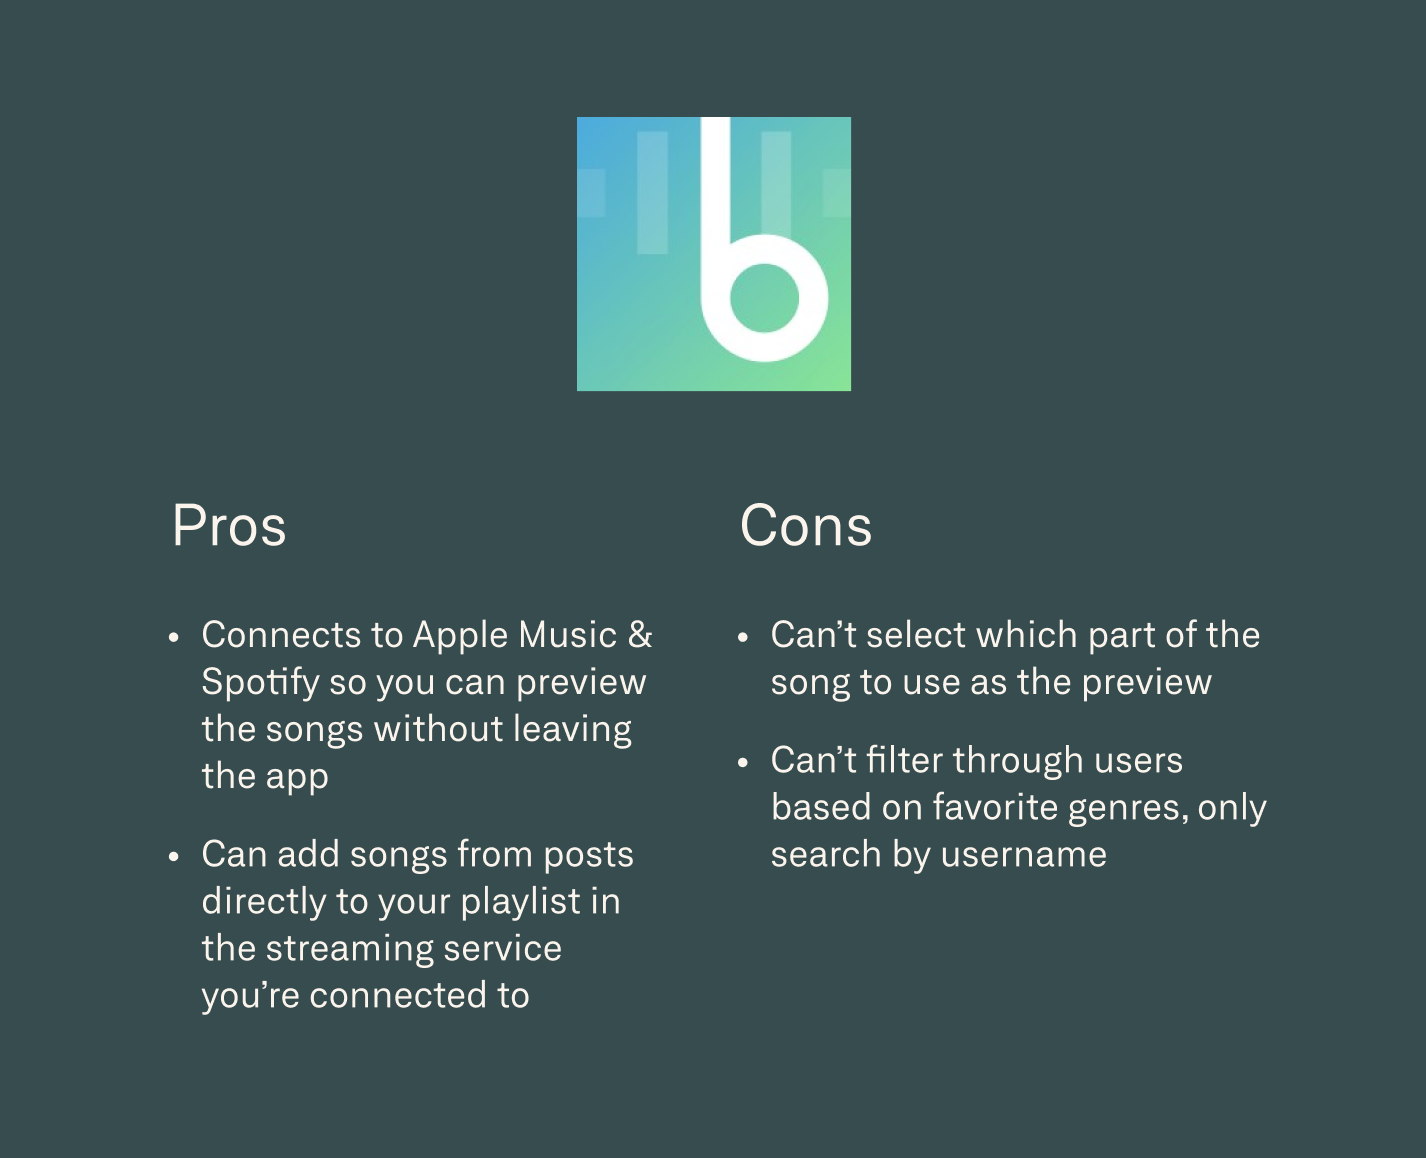 b
Pros
• Connects to Apple Music &
Spotify so you can preview
the songs without leaving
the app
• Can add songs from posts
directly to your playlist in
the streaming service
you’re connected to
Cons
• Can’t select which part of the
song to use as the preview
• Can’t filter through users
based on favorite genres, only
search by username